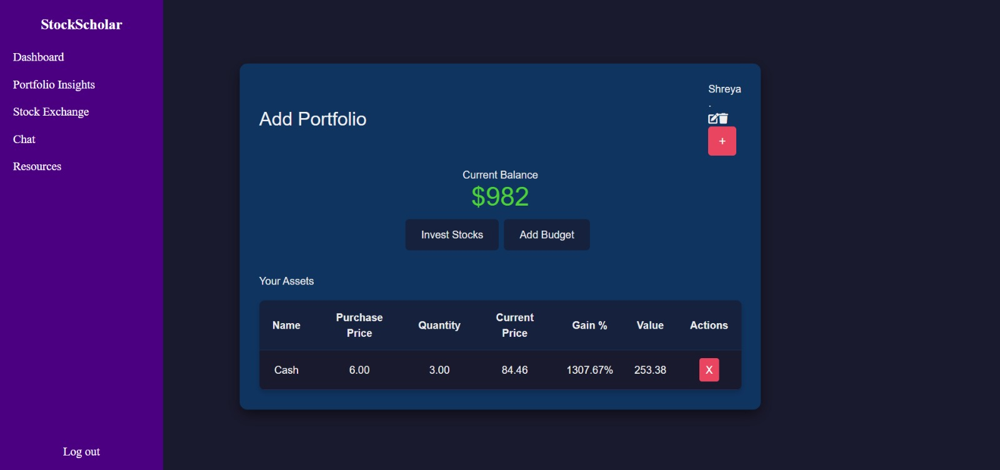 StockScholar
Dashboard
Portfolio Insights
Stock Exchange
Chat
Resources
Log out
Shreya
.
Add Portfolio
+
Current Balance
$982
Invest Stocks Add Budget
Your Assets
Name Purchase Price Quantity Current Price Gain % Value Actions
Cash 6.00 3.00 84.46 1307.67% 253.38 X